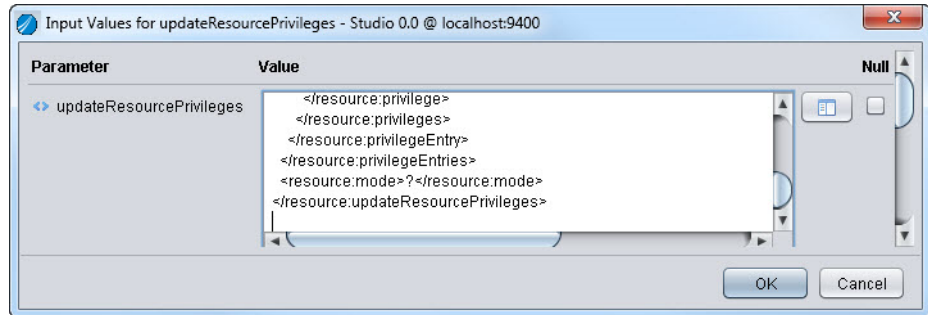 Input Values for updateResourcePrivileges - Studio 0.0 @ localhost:9400
Parameter Value Null
updateResourcePrivileges
</resource:privilege>
</resource:privileges>
</resource:privilegeEntry>
</resource:privilegeEntries>
<resource:mode>?</resource:mode>
</resource:updateResourcePrivileges>
OK Cancel